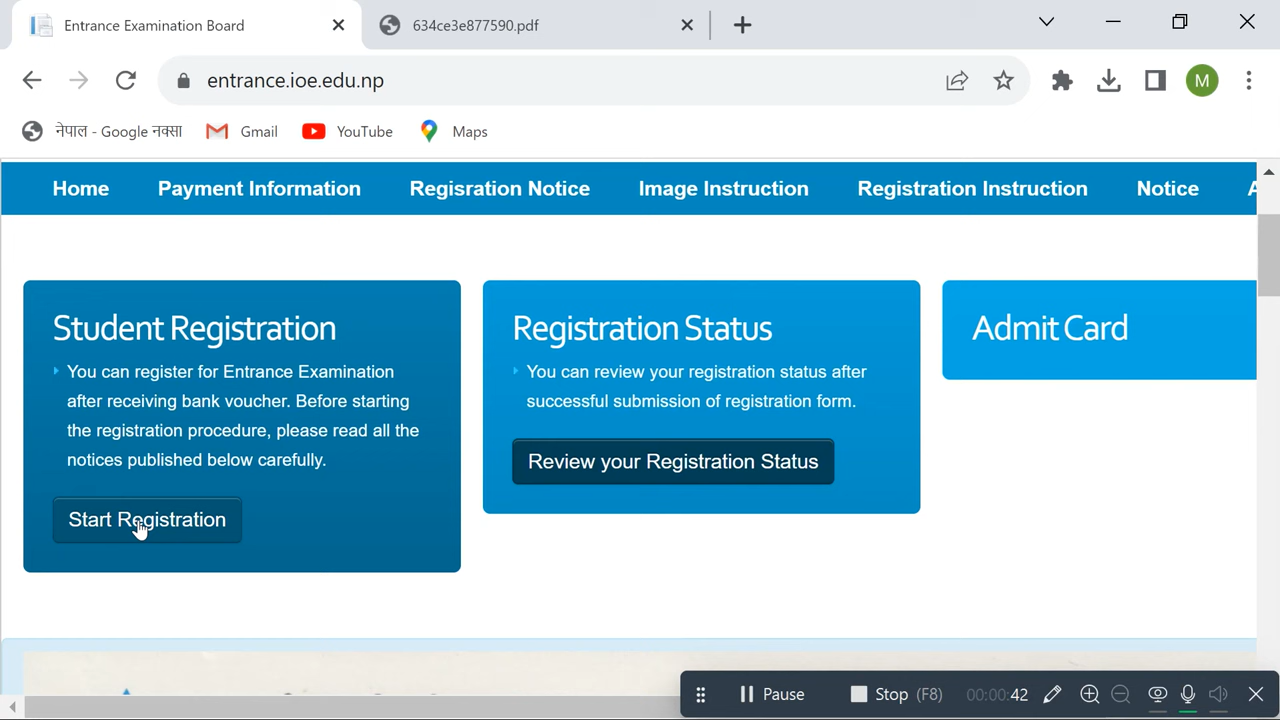 Entrance Examination Board
634ce3e877590.pdf
entrance.ioe.edu.np
M
नेपाल - Google नक्सा
Gmail
YouTube
Maps
Home
Payment Information
Regisration Notice
Image Instruction
Registration Instruction
Notice
A
Student Registration
You can register for Entrance Examination
after receiving bank voucher. Before starting
the registration procedure, please read all the
notices published below carefully.
Start Registration
Registration Status
You can review your registration status after
successful submission of registration form.
Review your Registration Status
Admit Card
Pause
Stop (F8)
00:00:42